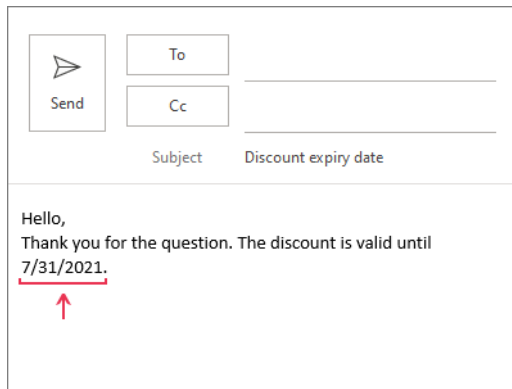 To
Send
Cc
Subject Discount expiry date
Hello,
Thank you for the question. The discount is valid until
7/31/2021.